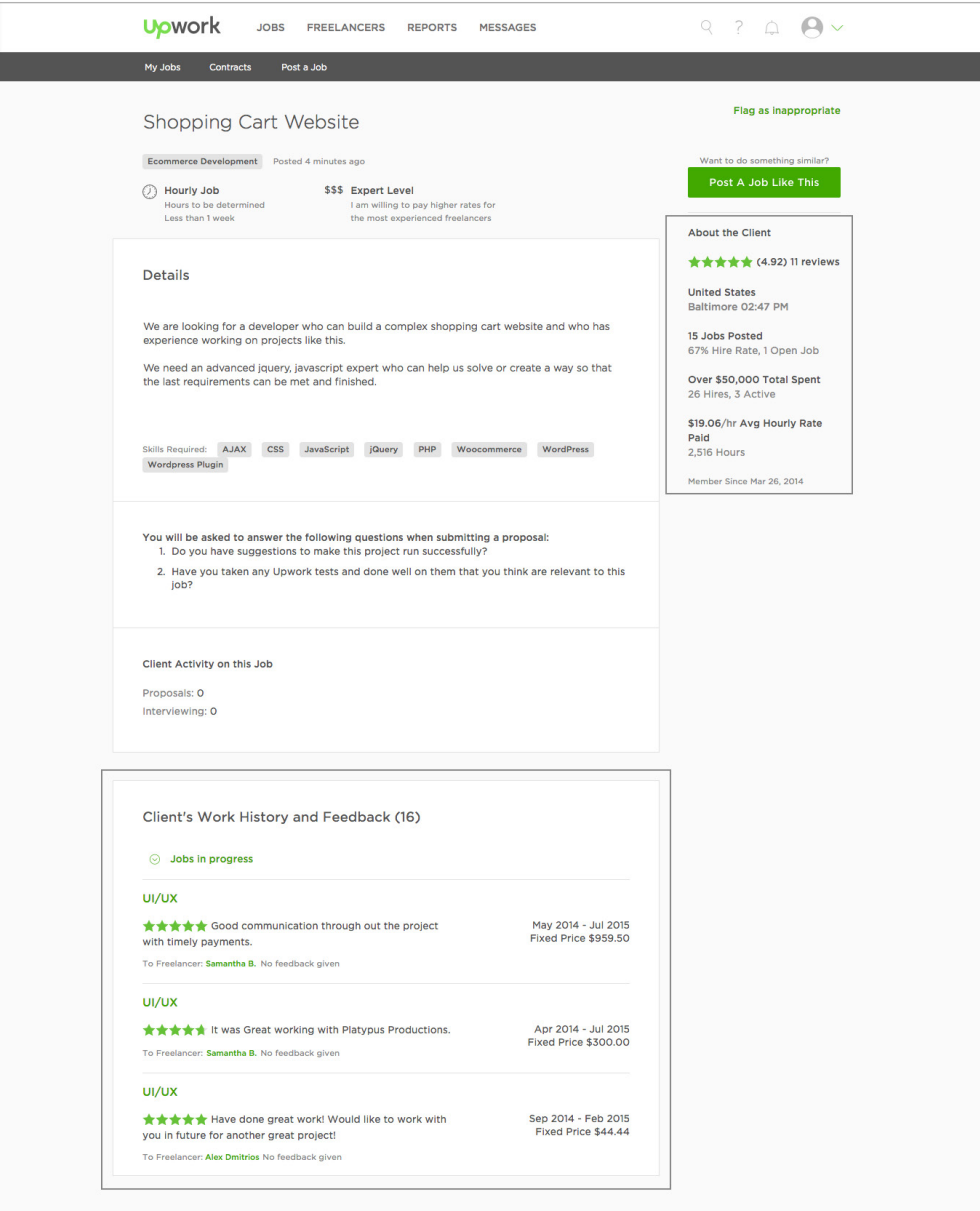 Upwork JOBS FREELANCERS REPORTS MESSAGES ?
My Jobs Contracts Post a Job
Flag as inappropriate
Shopping Cart Website
Ecommerce Development Posted 4 minutes ago
Want to do something similar?
Post A Job Like This
Hourly Job
Hours to be determined
Less than 1 week
$$$ Expert Level
I am willing to pay higher rates for
the most experienced freelancers
About the Client
(4.92) 11 reviews
United States
Baltimore 02:47 PM
15 Jobs Posted
67% Hire Rate, 1 Open Job
Over $50,000 Total Spent
26 Hires, 3 Active
$19.06/hr Avg Hourly Rate
Paid
2,516 Hours
Member Since Mar 26, 2014
Details
We are looking for a developer who can build a complex shopping cart website and who has
experience working on projects like this.
We need an advanced jquery, javascript expert who can help us solve or create a way so that
the last requirements can be met and finished.
Skills Required: AJAX CSS JavaScript jQuery PHP Woocommerce WordPress
Wordpress Plugin
You will be asked to answer the following questions when submitting a proposal:
1. Do you have suggestions to make this project run successfully?
2. Have you taken any Upwork tests and done well on them that you think are relevant to this
job?
Client Activity on this Job
Proposals: 0
Interviewing: 0
Client's Work History and Feedback (16)
Jobs in progress
UI/UX
Good communication through out the project
with timely payments.
May 2014 - Jul 2015
Fixed Price $959.50
To Freelancer: Samantha B. No feedback given
UI/UX
It was Great working with Platypus Productions.
Apr 2014 - Jul 2015
Fixed Price $300.00
To Freelancer: Samantha B. No feedback given
UI/UX
Have done great work! Would like to work with
you in future for another great project!
Sep 2014 - Feb 2015
Fixed Price $44.44
To Freelancer: Alex Dmitrios No feedback given